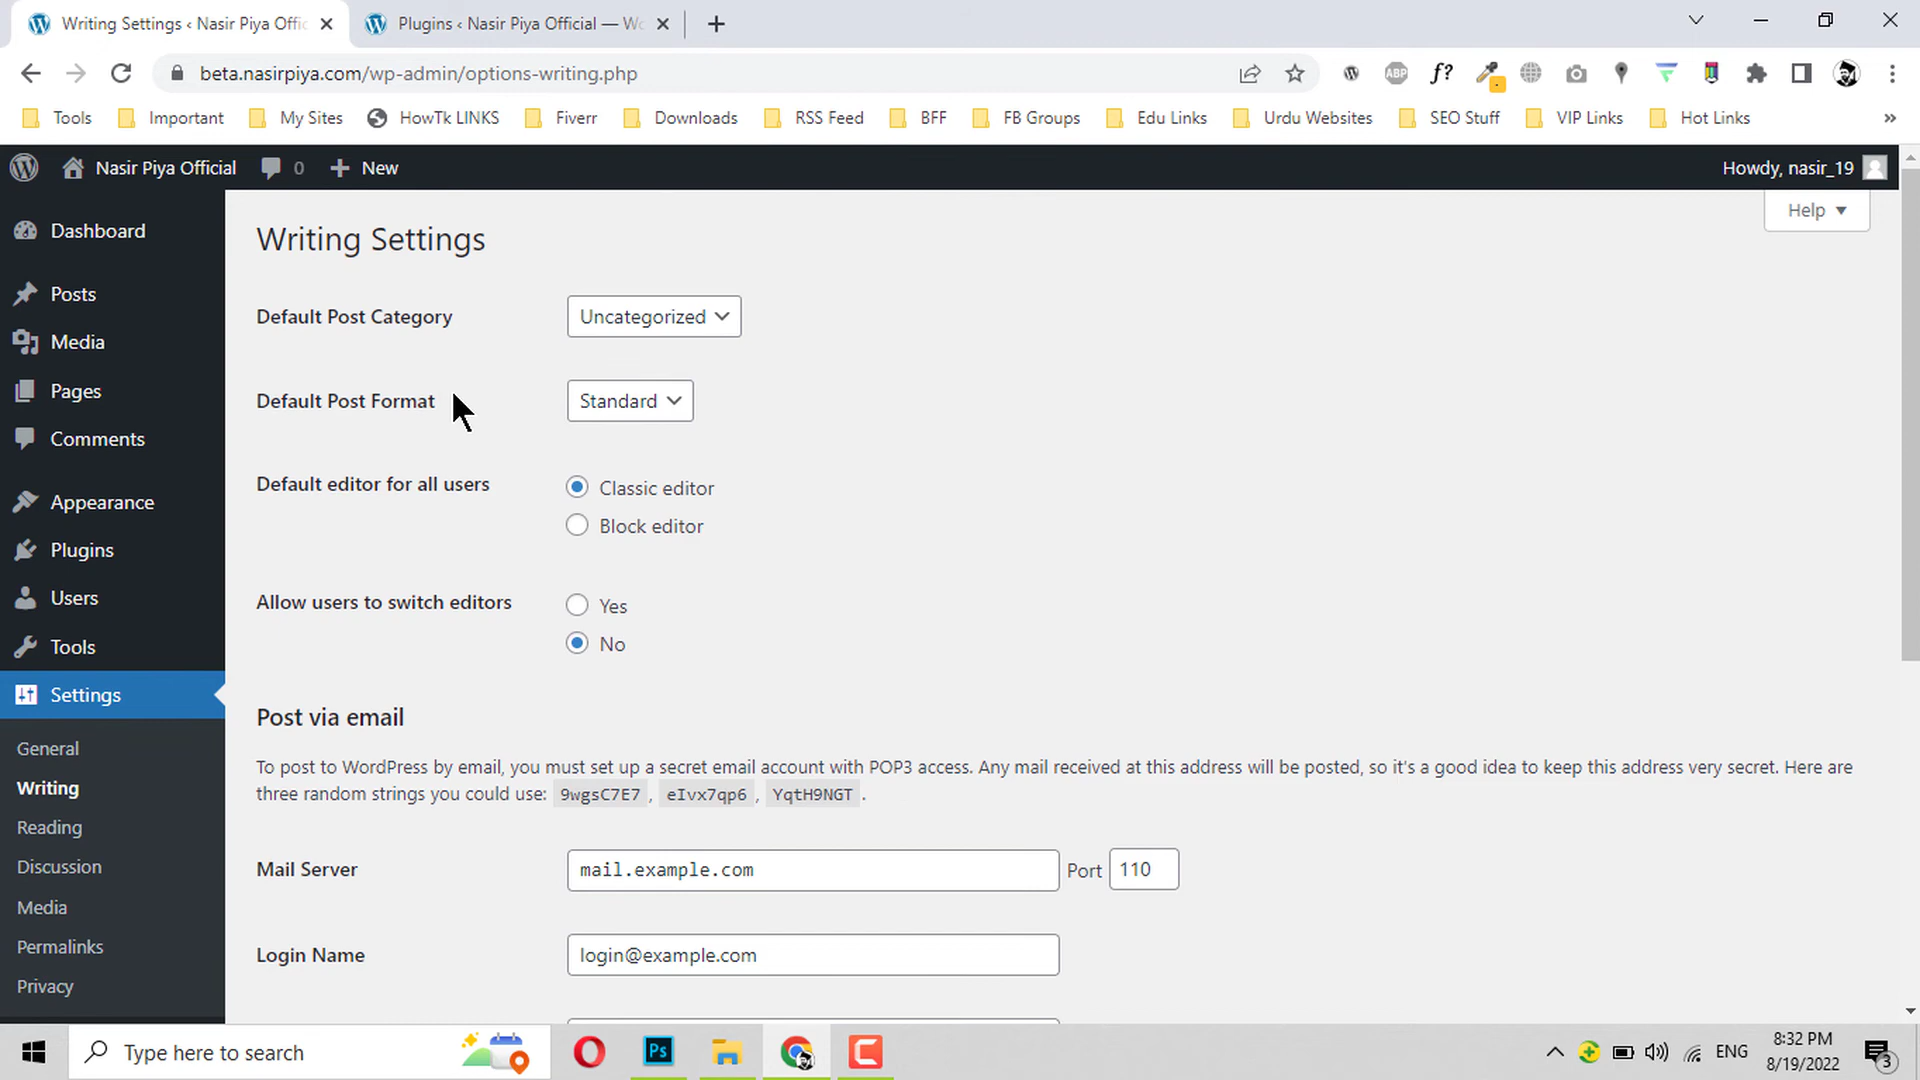 Writing Settings ‹ Nasir Piya Offic
Plugins ‹ Nasir Piya Official — Wo
beta.nasirpiya.com/wp-admin/options-writing.php
ABP
f?
Tools
Important
My Sites
HowTk LINKS
Fiverr
Downloads
RSS Feed
BFF
FB Groups
Edu Links
Urdu Websites
SEO Stuff
VIP Links
Hot Links
»
Nasir Piya Official
0
New
Howdy, nasir_19
Help
Dashboard
Posts
Media
Pages
Comments
Appearance
Plugins
Users
Tools
Settings
General
Writing
Reading
Discussion
Media
Permalinks
Privacy
Writing Settings
Default Post Category
Uncategorized
Default Post Format
Standard
Default editor for all users
Classic editor
Block editor
Allow users to switch editors
Yes
No
Post via email
To post to WordPress by email, you must set up a secret email account with POP3 access. Any mail received at this address will be posted, so it's a good idea to keep this address very secret. Here are
three random strings you could use: 9wgsC7E7 , eIvx7qp6 , YqtH9NGT .
Mail Server
mail.example.com
Port 110
Login Name
login@example.com
Type here to search
Ps
ENG
8:32 PM
8/19/2022
3